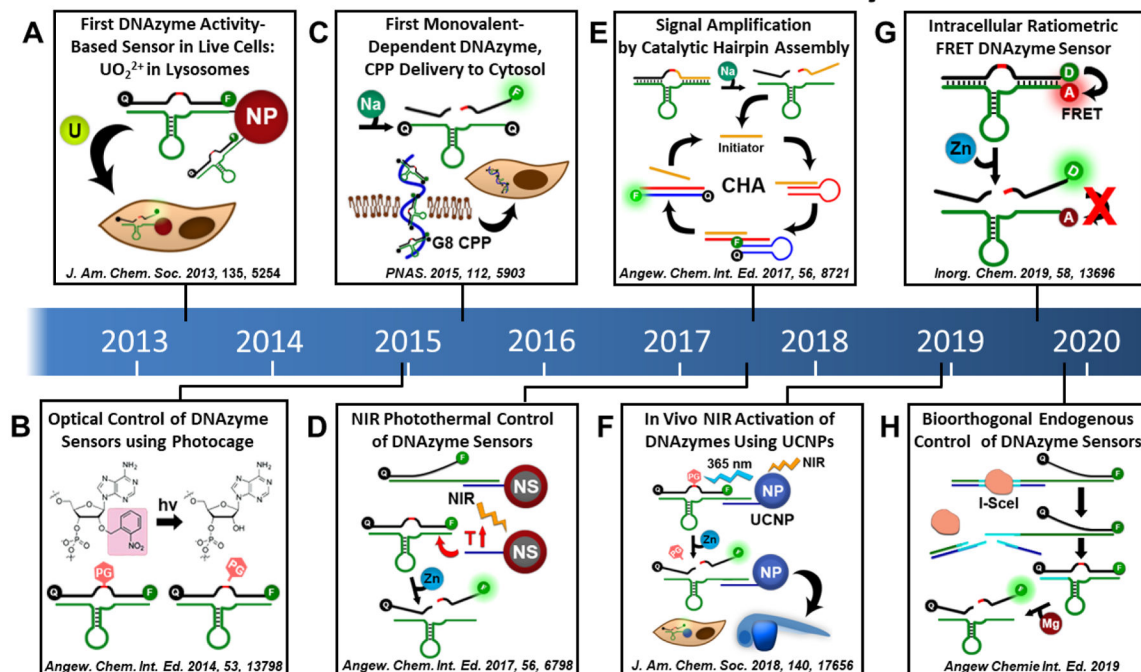 A
First DNAzyme Activity-
Based Sensor in Live Cells:
UO₂²⁺ in Lysosomes
Q
F
NP
U
J. Am. Chem. Soc. 2013, 135, 5254
C
First Monovalent-
Dependent DNAzyme,
CPP Delivery to Cytosol
F
Na
Q
Q
G8 CPP
PNAS. 2015, 112, 5903
E
Signal Amplification
by Catalytic Hairpin Assembly
Na
Initiator
CHA
F
Q
F
Q
Angew. Chem. Int. Ed. 2017, 56, 8721
G
Intracellular Ratiometric
FRET DNAzyme Sensor
D
A
FRET
Zn
D
A
X
Inorg. Chem. 2019, 58, 13696
2013
2014
2015
2016
2017
2018
2019
2020
B
Optical Control of DNAzyme
Sensors using Photocage
NH₂
N
N
N
N
O
O
O
O=P-O⁻
O
NO₂
hv
NH₂
N
N
N
N
O
O
OH
O
O=P-O⁻
O
PG
Q
F
PG
Q
F
Angew. Chem. Int. Ed. 2014, 53, 13798
D
NIR Photothermal Control
of DNAzyme Sensors
Q
F
NS
NIR
Q
F
T
NS
Zn
Q
F
Angew. Chem. Int. Ed. 2017, 56, 6798
F
In Vivo NIR Activation of
DNAzymes Using UCNPs
365 nm
NIR
PG
Q
F
NP
UCNP
Zn
PG
Q
F
NP
J. Am. Chem. Soc. 2018, 140, 17656
H
Bioorthogonal Endogenous
Control of DNAzyme Sensors
Q
F
I-SceI
Q
F
Q
F
Q
F
Mg
Angew Chemie Int. Ed. 2019